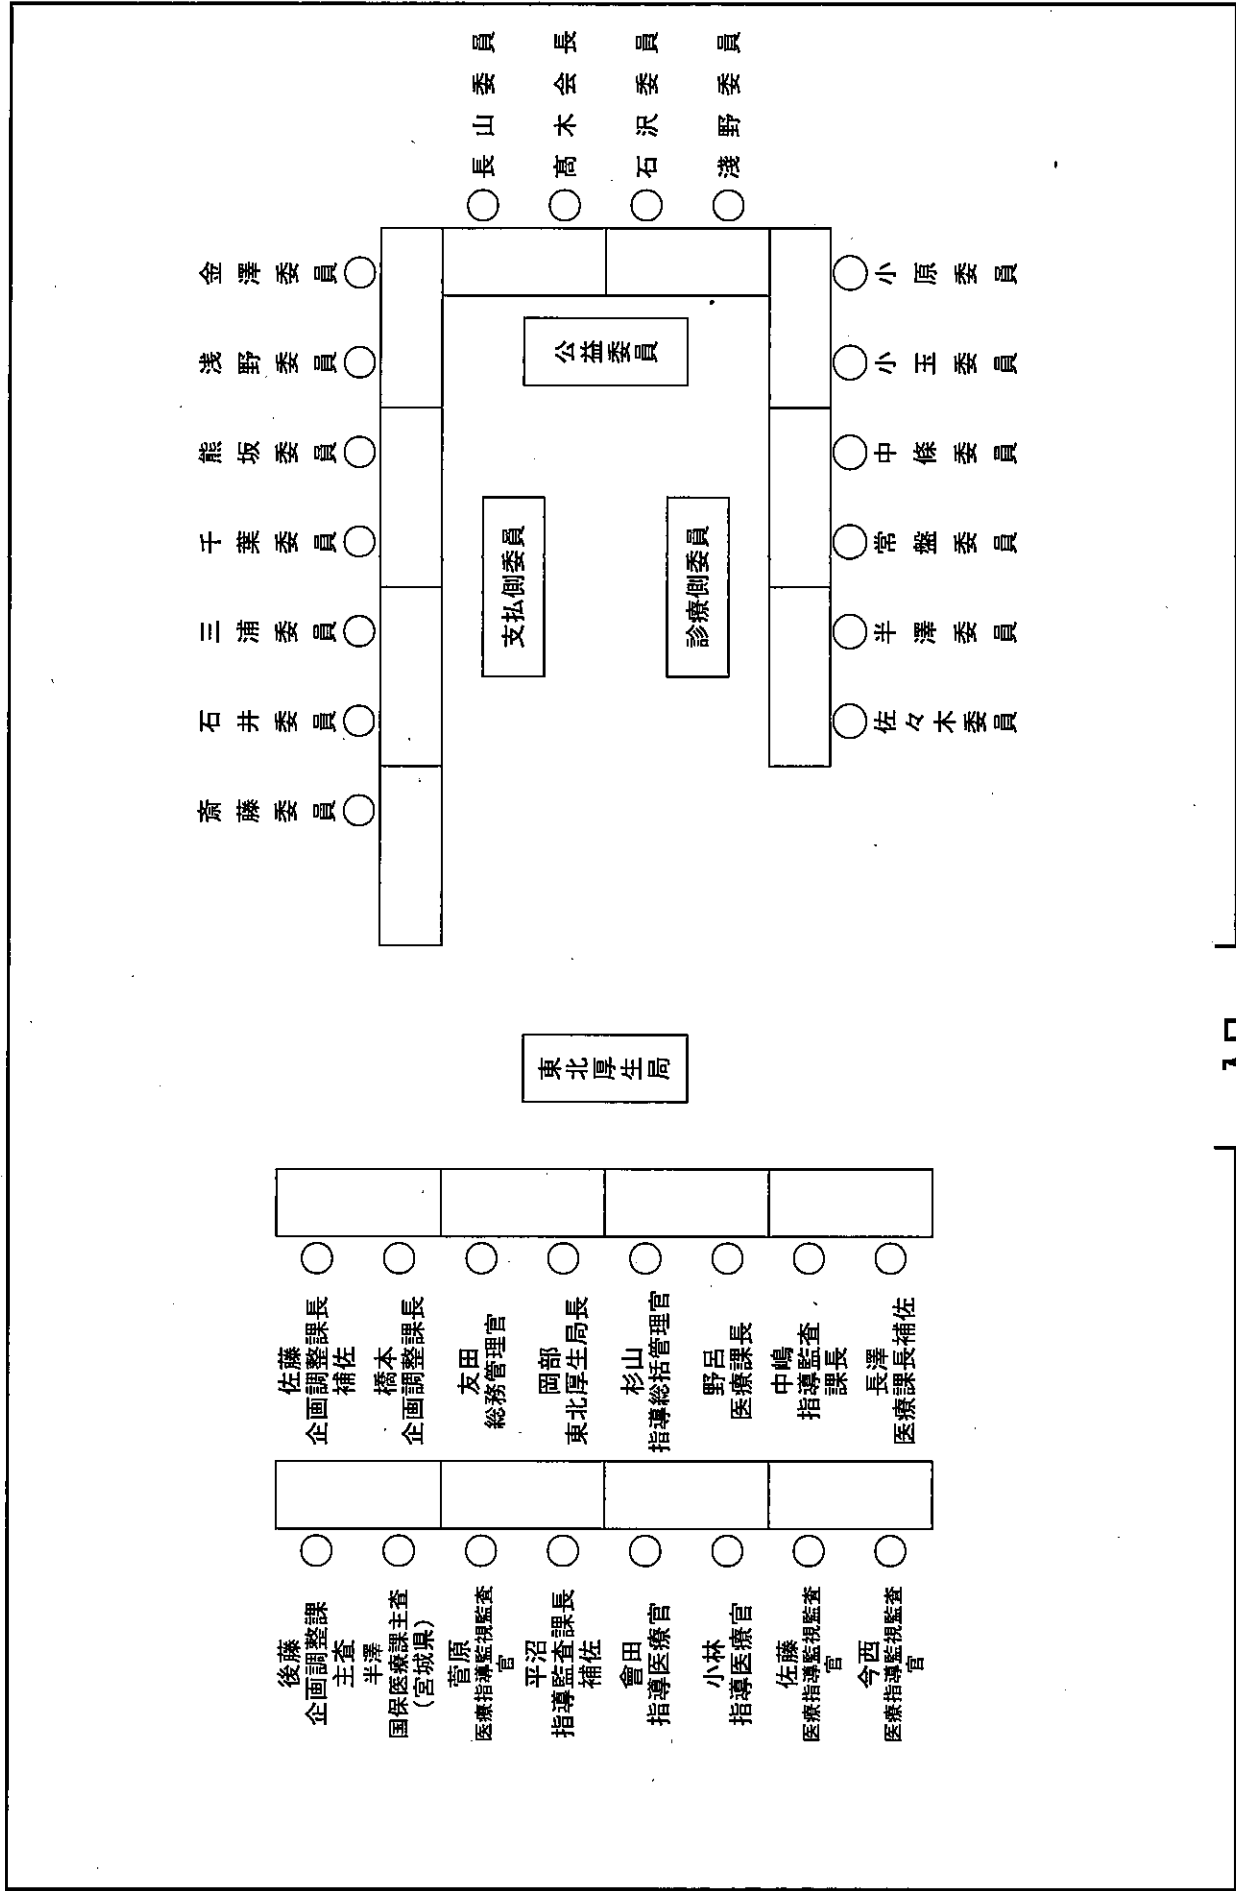 長山委員
髙木会長
石沢委員
淺野委員
公益委員
金澤委員
浅野委員
熊坂委員
千葉委員
三浦委員
石井委員
斎藤委員
支払側委員
小原委員
小玉委員
中條委員
常盤委員
半澤委員
佐々木委員
診療側委員
東北厚生局
佐藤
企画調整課長
補佐
橋本
企画調整課長
友田
総務管理官
岡部
東北厚生局長
杉山
指導総括管理官
野呂
医療課長
中嶋
指導監査
課長
長澤
医療課長補佐
後藤
企画調整課
主査
半澤
国保医療課主査
(宮城県)
菅原
医療指導監視監査
官
平沼
指導監査課長
補佐
會田
指導医療官
小林
指導医療官
佐藤
医療指導監視監査
官
今西
医療指導監視監査
官